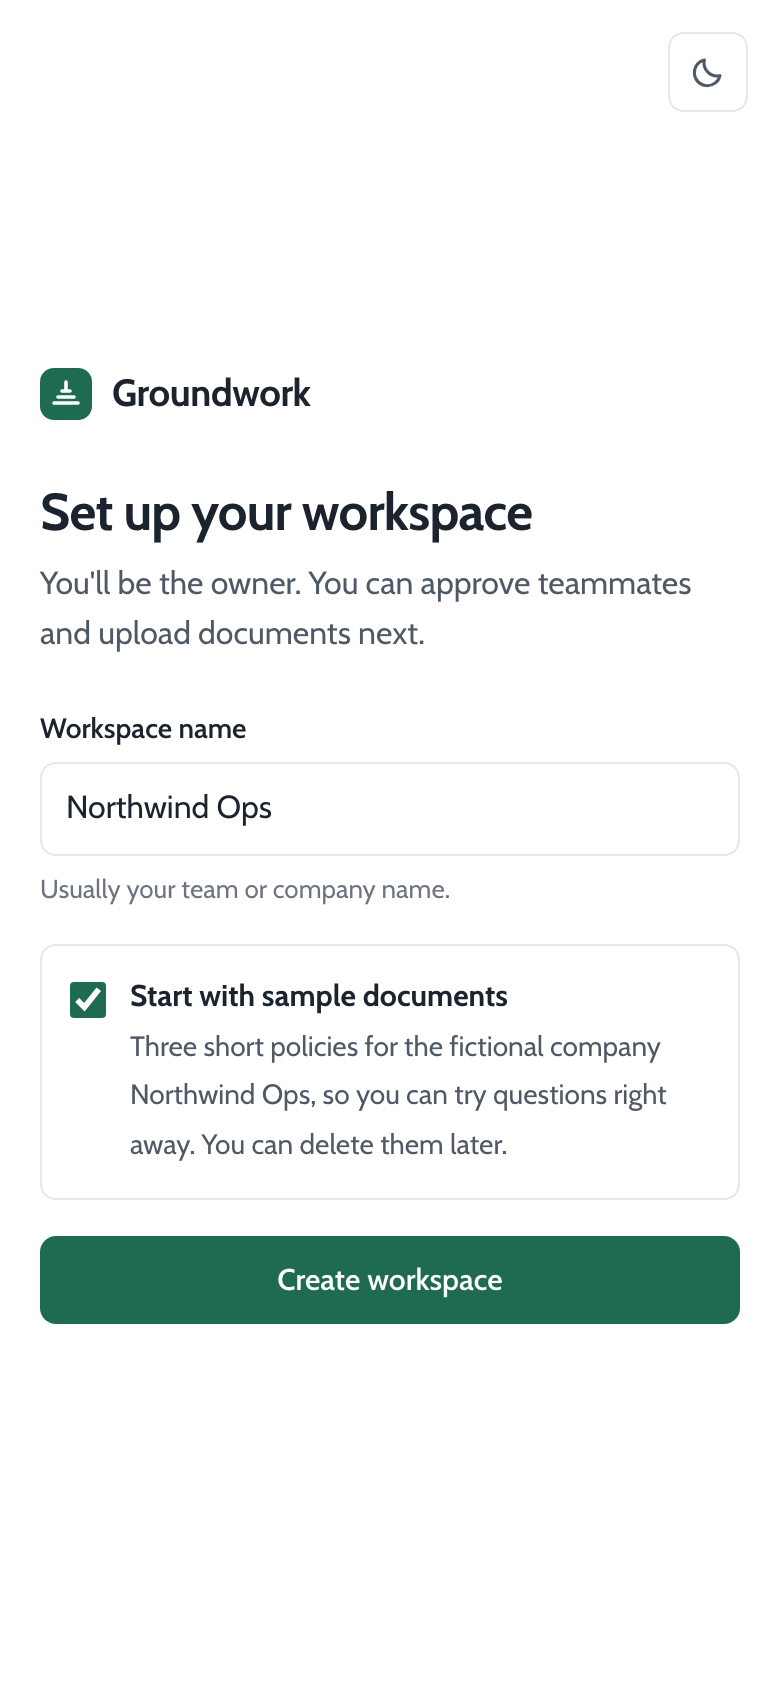 Groundwork
Set up your workspace
You'll be the owner. You can approve teammates
and upload documents next.
Workspace name
Northwind Ops
Usually your team or company name.
Start with sample documents
Three short policies for the fictional company
Northwind Ops, so you can try questions right
away. You can delete them later.
Create workspace